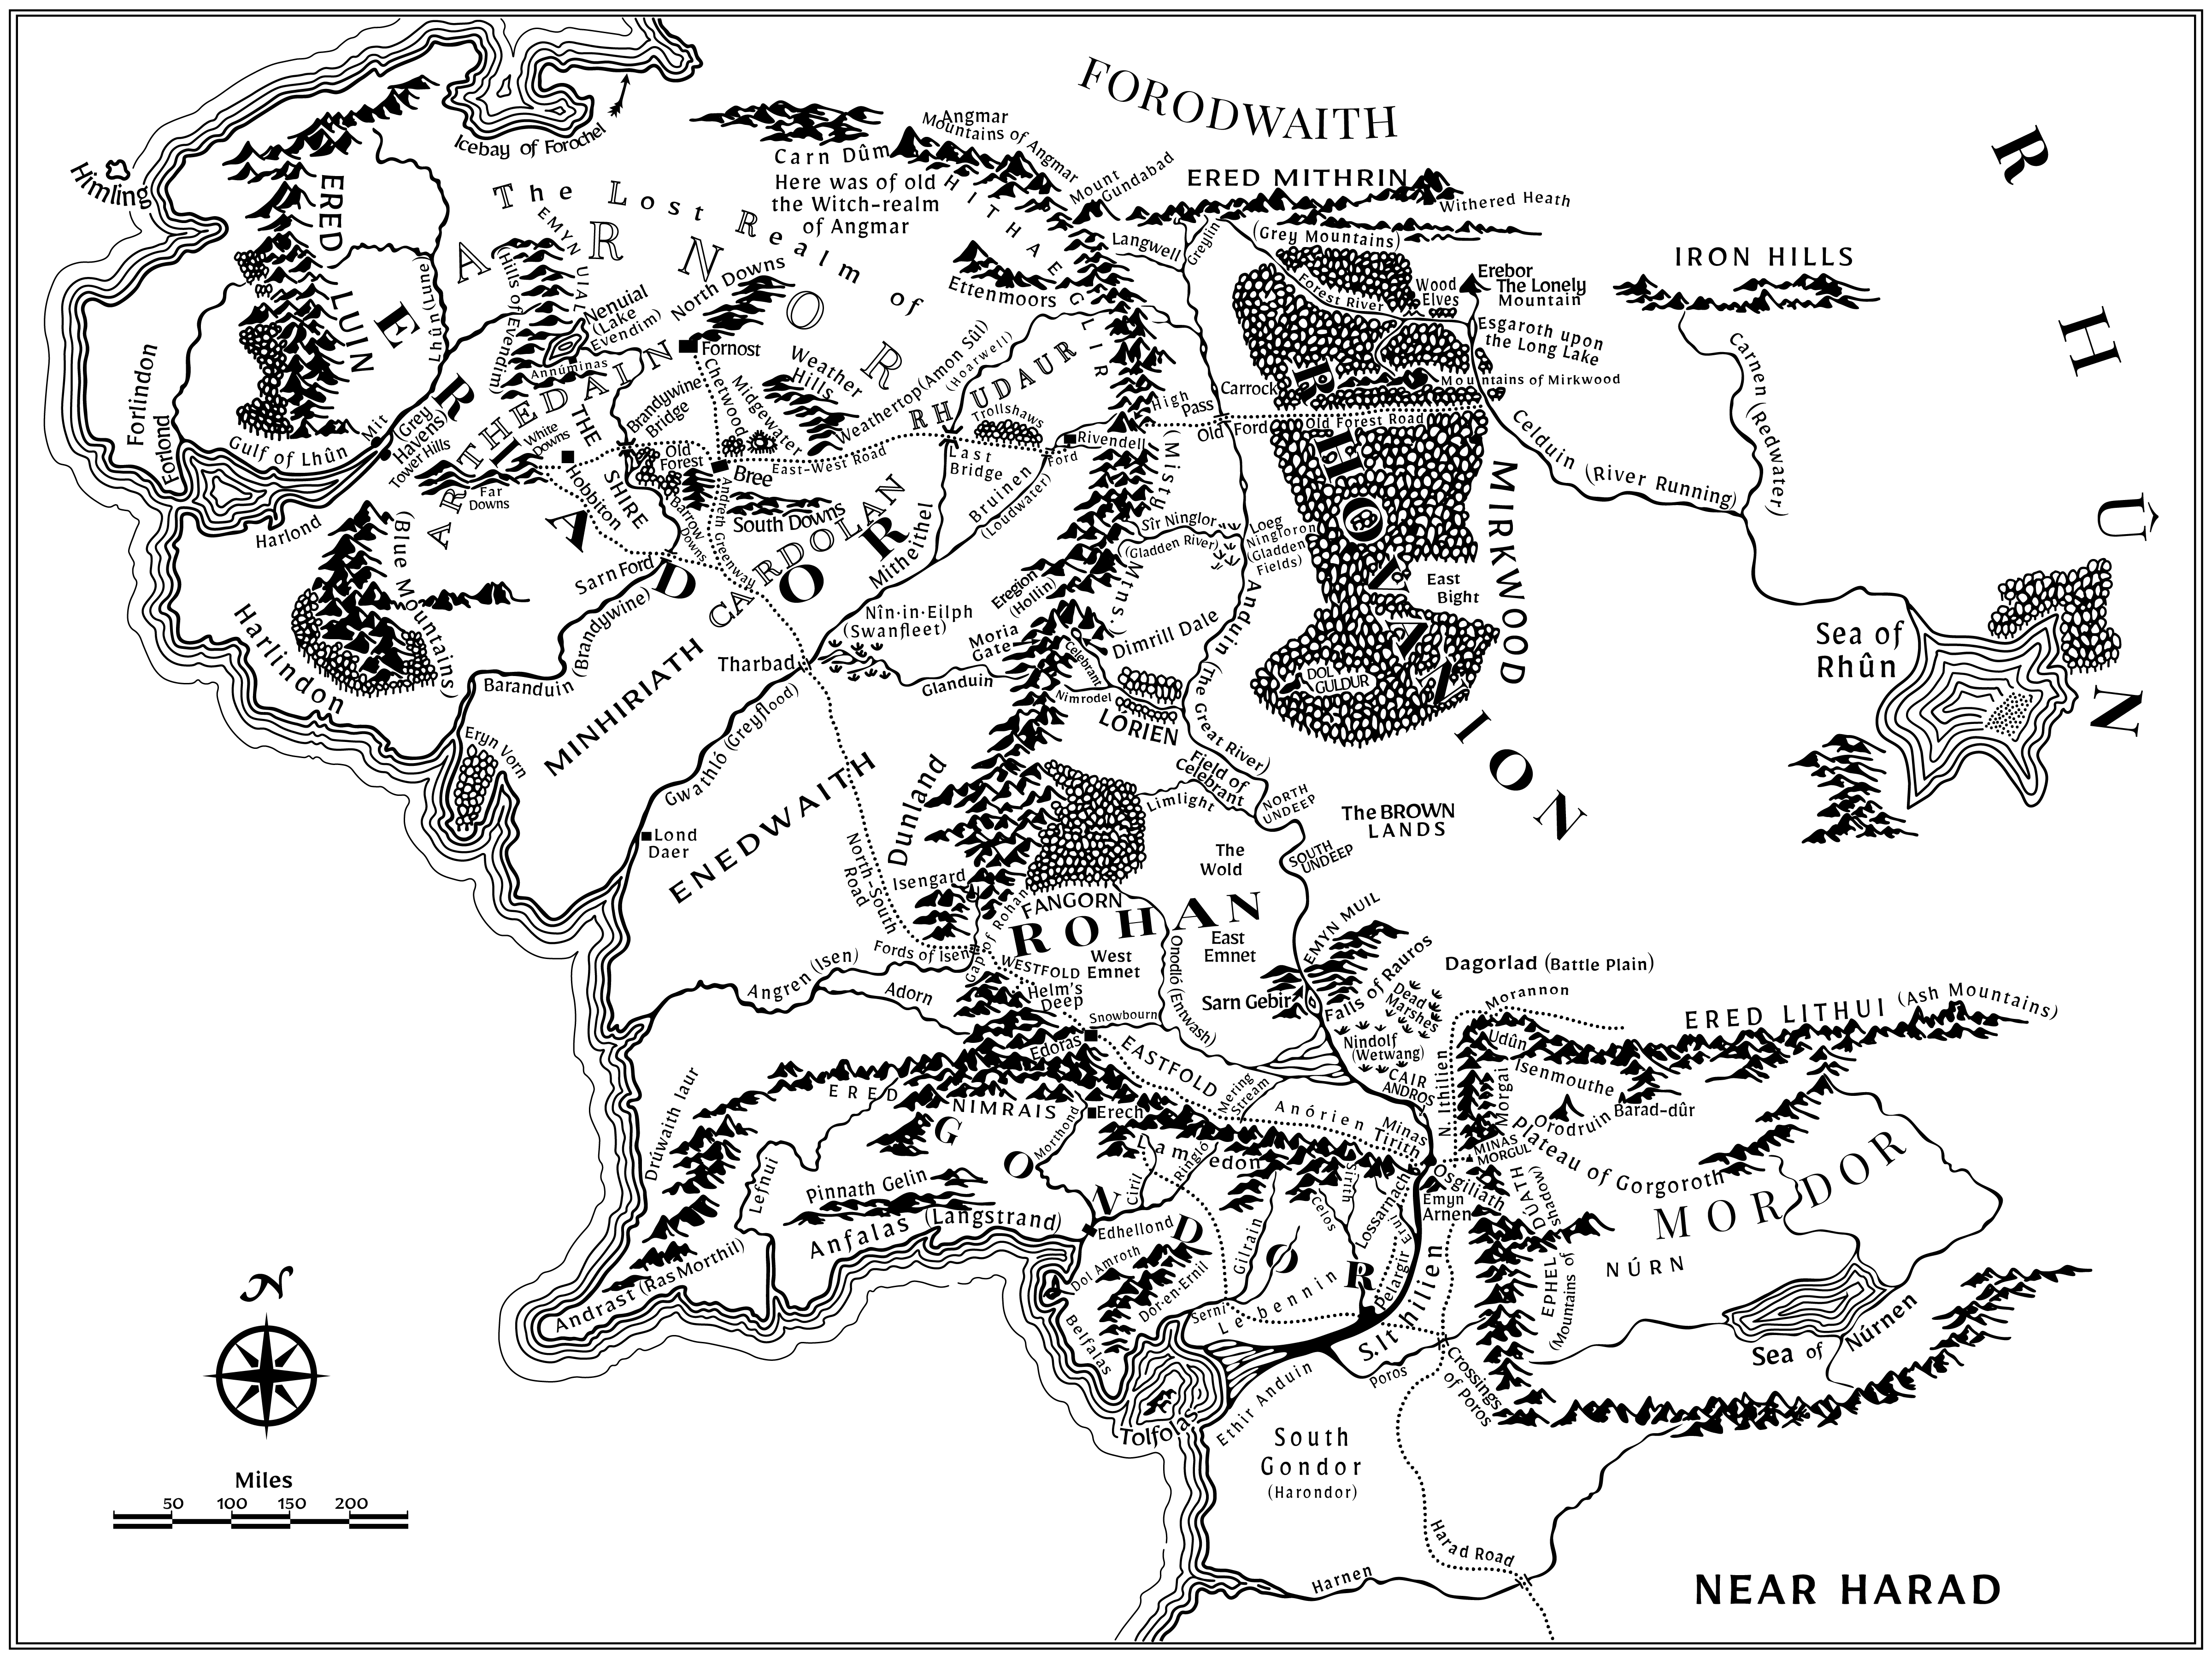 FORODWAITH
Angmar
Mountains of Angmar
Icebay of Forochel
Carn Dûm
Here was of old
the Witch-realm
of Angmar
Himling
Mount
Gundabad
ERED MITHRIN
Withered Heath
(Grey Mountains)
RHÛN
ERED LUIN
The Lost Realm of
ARNOR
EMYN UIAL
(Hills of Evendim)
HITHAEGLIR
Langwell
Greylin
IRON HILLS
Ettenmoors
Forest River
Wood
Elves
Erebor
The Lonely
Mountain
Esgaroth upon
the Long Lake
Lhûn (Lune)
Nenuial
(Lake
Evendim)
North Downs
Annúminas
Fornost
Weather
Hills
Weathertop (Amon Sûl)
(Hoarwell)
RHUDAUR
Trollshaws
Carrock
Mountains of Mirkwood
Carnen (Redwater)
Forlindon
ERIADOR
ARTHEDAIN
Brandywine
Bridge
Chetwood
Midgewater
High
Pass
Old Ford
Old Forest Road
Forlond
Gulf of Lhûn
Mit
(Grey
Havens)
Tower Hills
White
Downs
THE
SHIRE
Old
Forest
Bree
East-West Road
Last
Bridge
Rivendell
Ford
Celduin (River Running)
Far
Downs
Hobbiton
Barrow
Downs
Andrath Greenway
South Downs
Bruinen
(Loudwater)
(Misty
Mtns.)
RHOVANION
MIRKWOOD
Harlond
(Blue Mountains)
Sarn Ford
CARDOLAN
Mitheithel
Sîr Ninglor
(Gladden River)
Loeg
Ningloron
(Gladden
Fields)
East
Bight
Harlindon
Baranduin (Brandywine)
Nîn-in-Eilph
(Swanfleet)
Eregion
(Hollin)
Moria
Gate
Dimrill Dale
Anduin (The Great River)
Sea of
Rhûn
MINHIRIATH
Tharbad
Glanduin
Celebrant
Nimrodel
LÓRIEN
DOL
GULDUR
Eryn Vorn
Gwathló (Greyflood)
Field of
Celebrant
Limlight
NORTH
UNDEEP
The BROWN
LANDS
Lond
Daer
ENEDWAITH
North-South
Road
Dunland
The
Wold
SOUTH
UNDEEP
Isengard
FANGORN
Gap of Rohan
ROHAN
EMYN MUIL
Fords of Isen
WESTFOLD
West
Emnet
East
Emnet
Onodló (Entwash)
Sarn Gebir
Falls of Rauros
Dagorlad (Battle Plain)
Angren (Isen)
Adorn
Helm's
Deep
Snowbourn
Dead
Marshes
Morannon
ERED LITHUI (Ash Mountains)
Nindolf
(Wetwang)
Udûn
Isenmouthe
Edoras
EASTFOLD
Mering
Stream
CAIR
ANDROS
N. Ithilien
Morgai
Orodruin
Barad-dûr
Drúwaith Iaur
ERED
NIMRAIS
Erech
Anórien
Minas
Tirith
MINAS
MORGUL
Plateau of Gorgoroth
GONDOR
Morthond
Lamedon
Ringló
Ciril
Osgiliath
MORDOR
Lefnui
Pinnath Gelin
Sirith
Celos
Lossarnach
Erui
Emyn
Arnen
EPHEL DÚATH
(Mountains of Shadow)
NÚRN
Anfalas (Langstrand)
Edhellond
Dol Amroth
Dor-en-Ernil
Gilrain
Serni
Lebennin
Pelargir
S. Ithilien
Andrast (Ras Morthil)
Belfalas
Poros
Crossings
of Poros
Sea of Núrnen
Tolfolas
Ethir Anduin
South
Gondor
(Harondor)
Harad Road
Harnen
NEAR HARAD
N
Miles
50 100 150 200